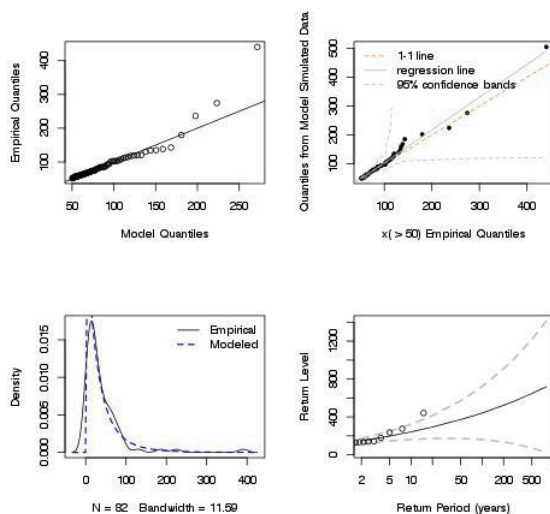 Empirical Quantiles
400
300
200
100
50 100 150 200 250
Model Quantiles
Quantiles from Model Simulated Data
500
400
300
200
100
1-1 line
regression line
95% confidence bands
100 200 300 400
x( > 50) Empirical Quantiles
Density
0.015
0.010
0.005
0.000
Empirical
Modeled
0 100 200 300 400
N = 82 Bandwidth = 11.59
Return Level
1200
800
400
0
2 5 10 50 500
Return Period (years)